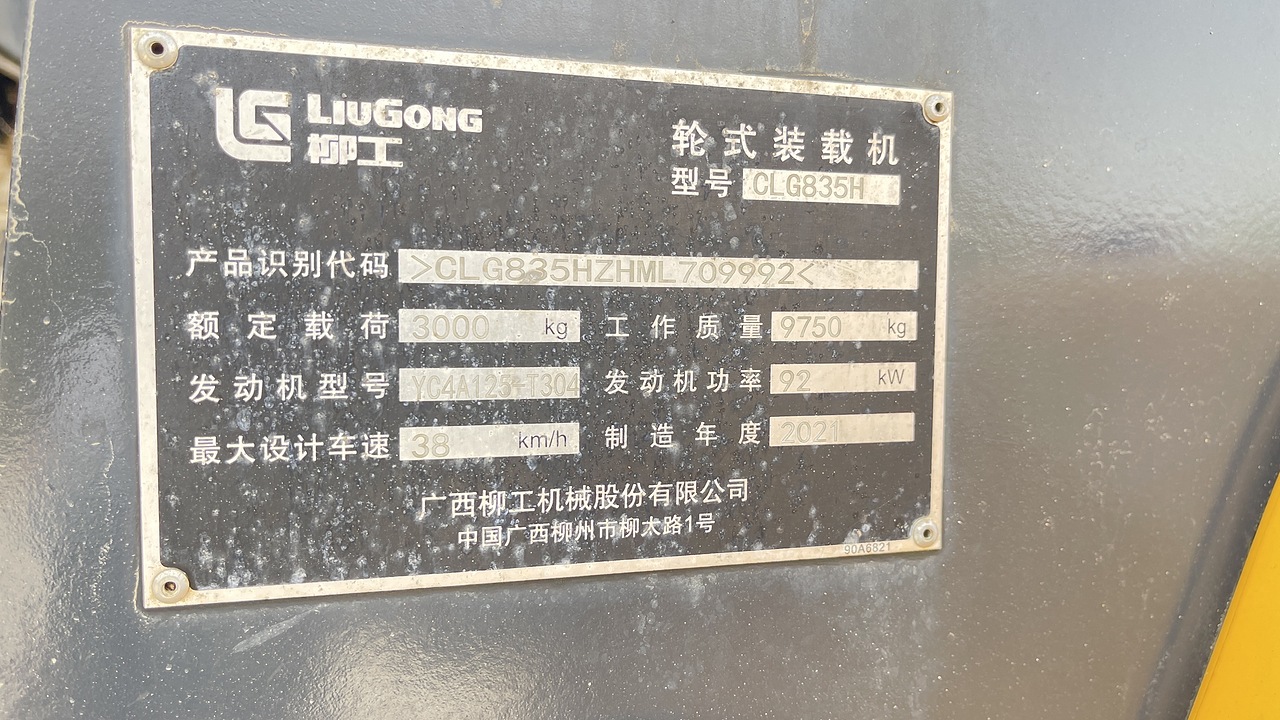 LIUGONG
柳工
轮式装载机
型号 CLG835H
产品识别代码 >CLG835HZHML709992<
额定载荷 3000 kg 工作质量 9750 kg
发动机型号 发动机功率 92 kW
最大设计车速 38 km/h 制造年度 2021
广西柳工机械股份有限公司
中国广西柳州市柳太路1号
90A6821